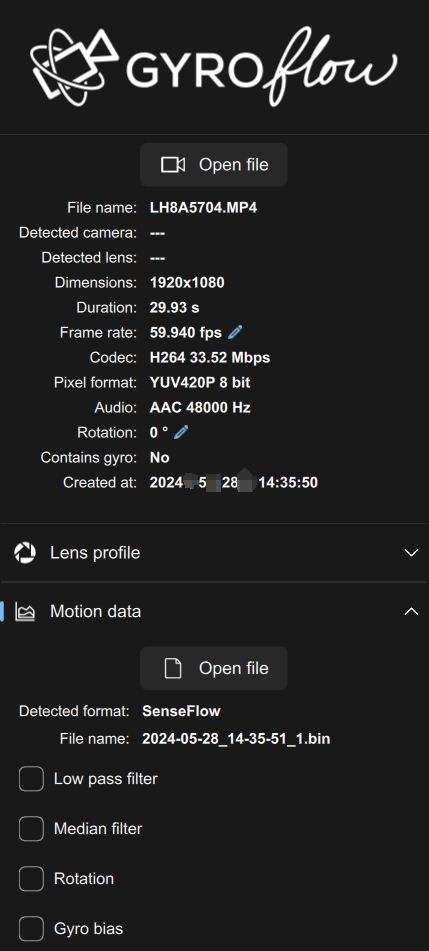 GYROflow
Open file
File name: LH8A5704.MP4
Detected camera: ---
Detected lens: ---
Dimensions: 1920x1080
Duration: 29.93 s
Frame rate: 59.940 fps
Codec: H264 33.52 Mbps
Pixel format: YUV420P 8 bit
Audio: AAC 48000 Hz
Rotation: 0 °
Contains gyro: No
Created at: 2024 5 28 14:35:50
Lens profile
Motion data
Open file
Detected format: SenseFlow
File name: 2024-05-28_14-35-51_1.bin
Low pass filter
Median filter
Rotation
Gyro bias